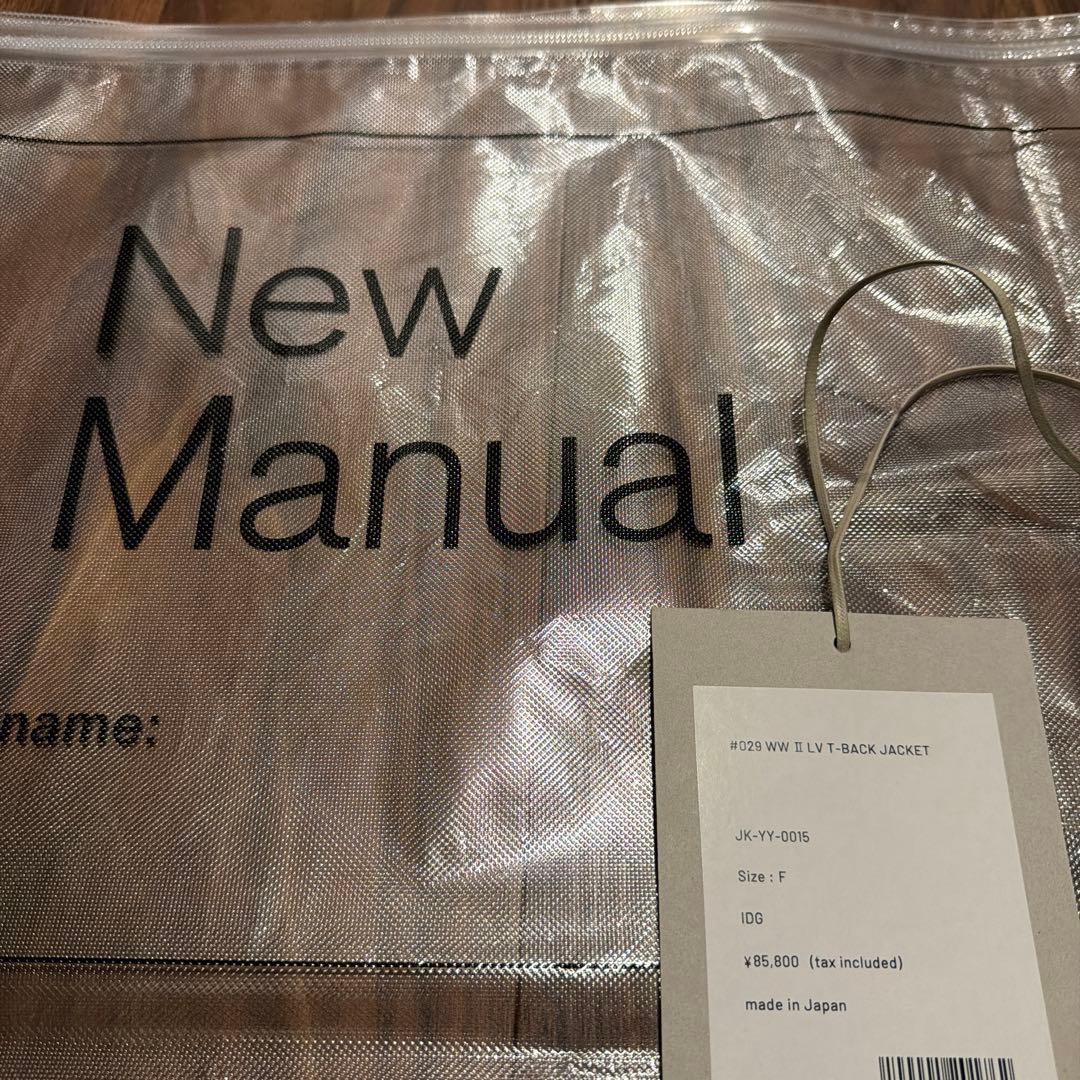 New
Manual
name:
#029 WW Ⅱ LV T-BACK JACKET
JK-YY-0015
Size : F
IDG
¥85,800 (tax included)
made in Japan